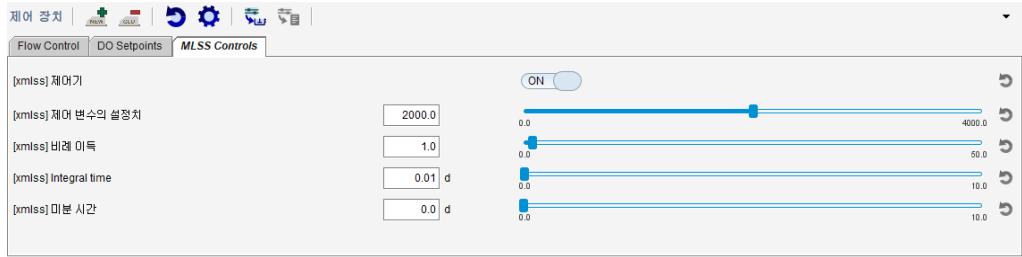 제어 장치
Flow Control DO Setpoints MLSS Controls
[xmlss] 제어기 ON
[xmlss] 제어 변수의 설정치 2000.0 0.0 4000.0
[xmlss] 비례 이득 1.0 0.0 50.0
[xmlss] Integral time 0.01 d 0.0 10.0
[xmlss] 미분 시간 0.0 d 0.0 10.0